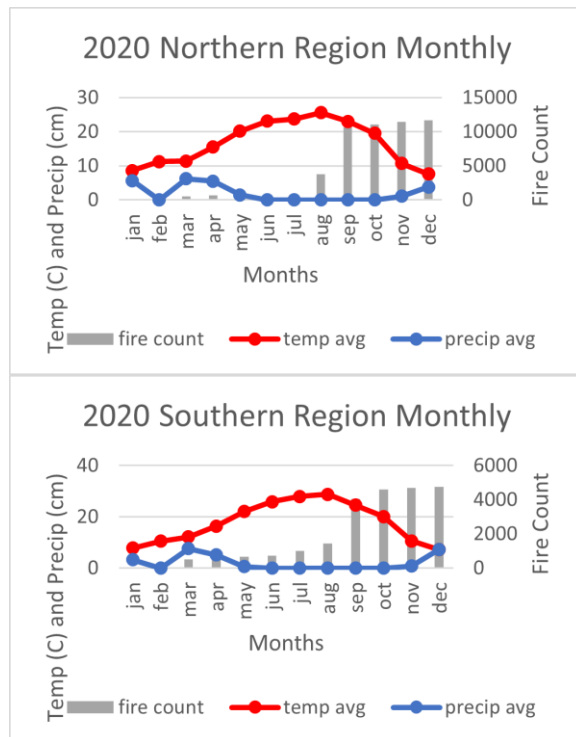 2020 Northern Region Monthly
Temp (C) and Precip (cm)
30
20
10
0
15000
10000
5000
0
Fire Count
jan feb mar apr may jun jul aug sep oct nov dec
Months
fire count temp avg precip avg
2020 Southern Region Monthly
Temp (C) and Precip (cm)
40
20
0
6000
4000
2000
0
Fire Count
jan feb mar apr may jun jul aug sep oct nov dec
Months
fire count temp avg precip avg